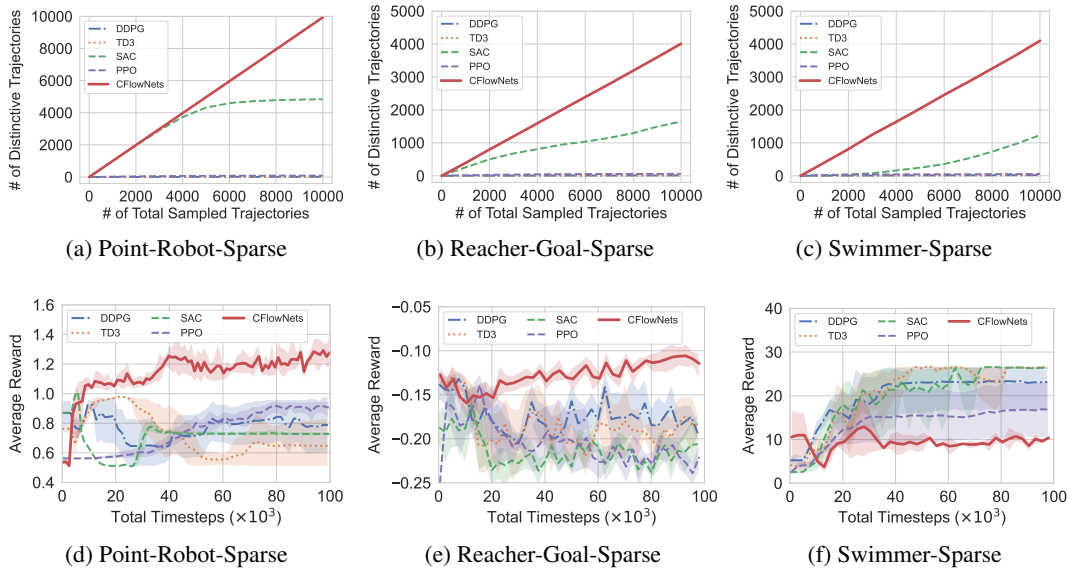 # of Distinctive Trajectories
10000
8000
6000
4000
2000
0
DDPG
TD3
SAC
PPO
CFlowNets
0 2000 4000 6000 8000 10000
# of Total Sampled Trajectories
(a) Point-Robot-Sparse
# of Distinctive Trajectories
5000
4000
3000
2000
1000
0
DDPG
TD3
SAC
PPO
CFlowNets
0 2000 4000 6000 8000 10000
# of Total Sampled Trajectories
(b) Reacher-Goal-Sparse
# of Distinctive Trajectories
5000
4000
3000
2000
1000
0
DDPG
TD3
SAC
PPO
CFlowNets
0 2000 4000 6000 8000 10000
# of Total Sampled Trajectories
(c) Swimmer-Sparse
Average Reward
1.6
1.4
1.2
1.0
0.8
0.6
0.4
DDPG SAC CFlowNets
TD3 PPO
0 20 40 60 80 100
Total Timesteps (×10³)
(d) Point-Robot-Sparse
Average Reward
−0.05
−0.10
−0.15
−0.20
−0.25
DDPG SAC CFlowNets
TD3 PPO
0 20 40 60 80 100
Total Timesteps (×10³)
(e) Reacher-Goal-Sparse
Average Reward
40
30
20
10
0
DDPG SAC CFlowNets
TD3 PPO
0 20 40 60 80 100
Total Timesteps (×10³)
(f) Swimmer-Sparse